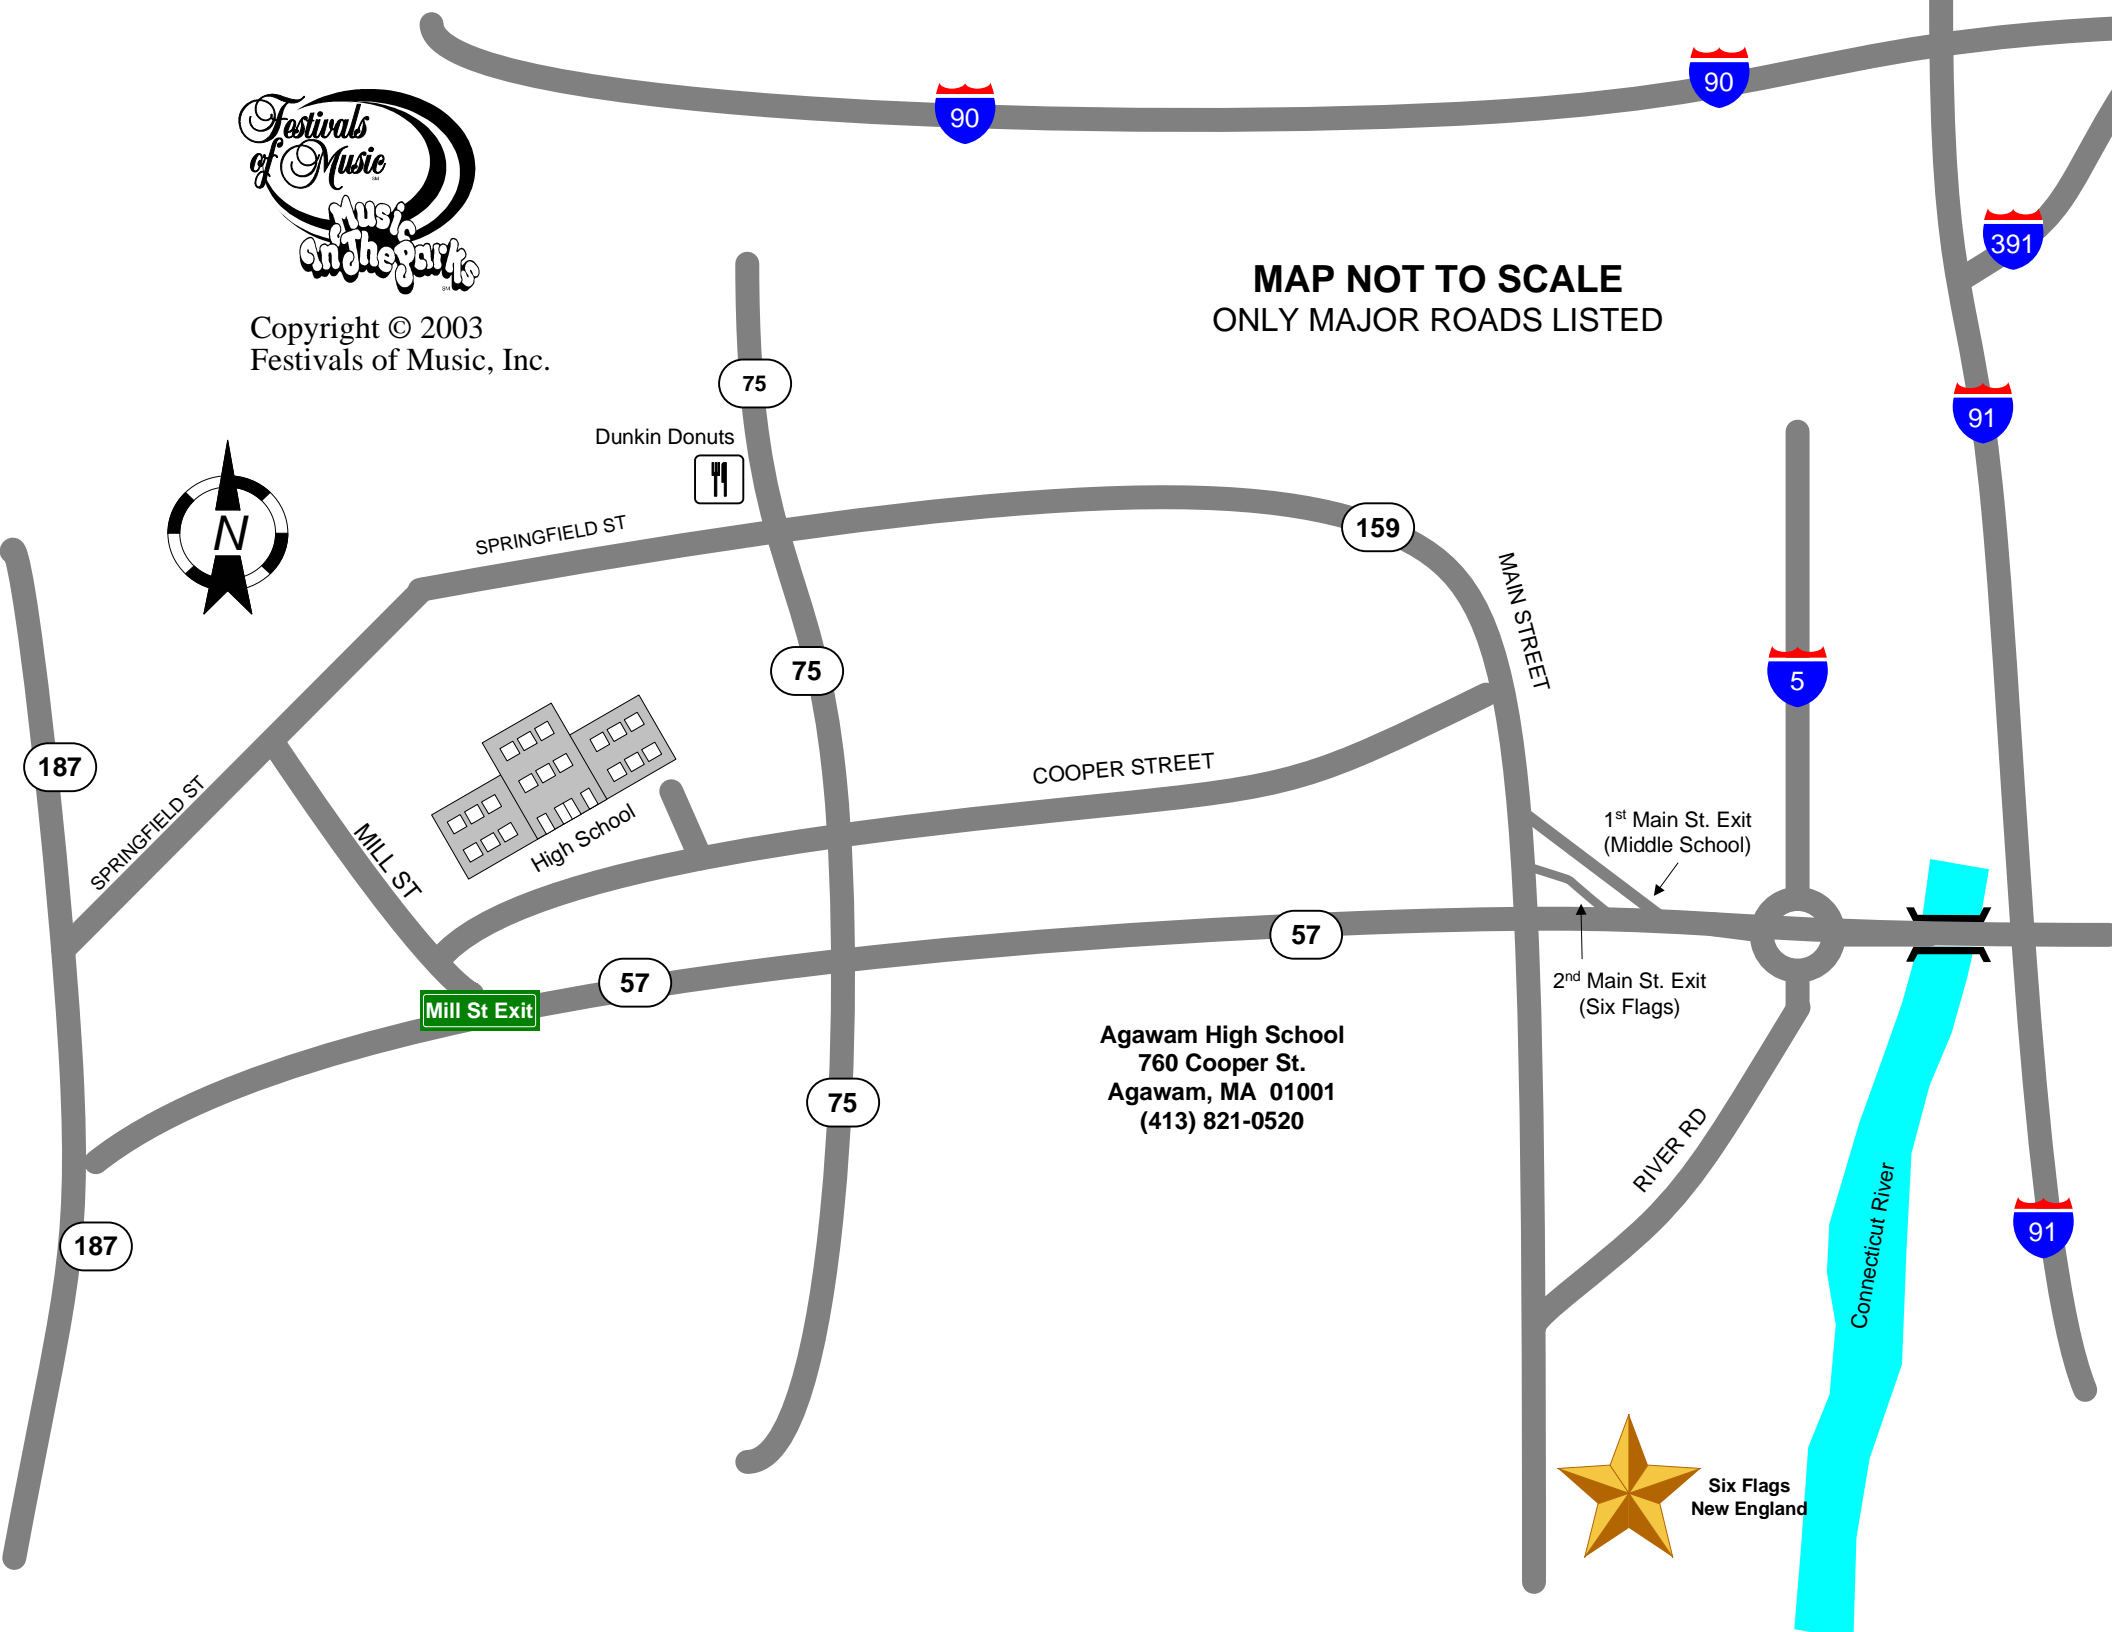 90
90
Festivals
of Music
SM
Music
In The Parks
SM
391
MAP NOT TO SCALE
ONLY MAJOR ROADS LISTED
Copyright © 2003
Festivals of Music, Inc.
75
91
Dunkin Donuts
159
SPRINGFIELD ST
N
MAIN STREET
75
5
187
COOPER STREET
SPRINGFIELD ST
MILL ST
High School
1st Main St. Exit
(Middle School)
57
57
Mill St Exit
2nd Main St. Exit
(Six Flags)
Agawam High School
760 Cooper St.
Agawam, MA 01001
(413) 821-0520
75
RIVER RD
187
Connecticut River
91
Six Flags
New England